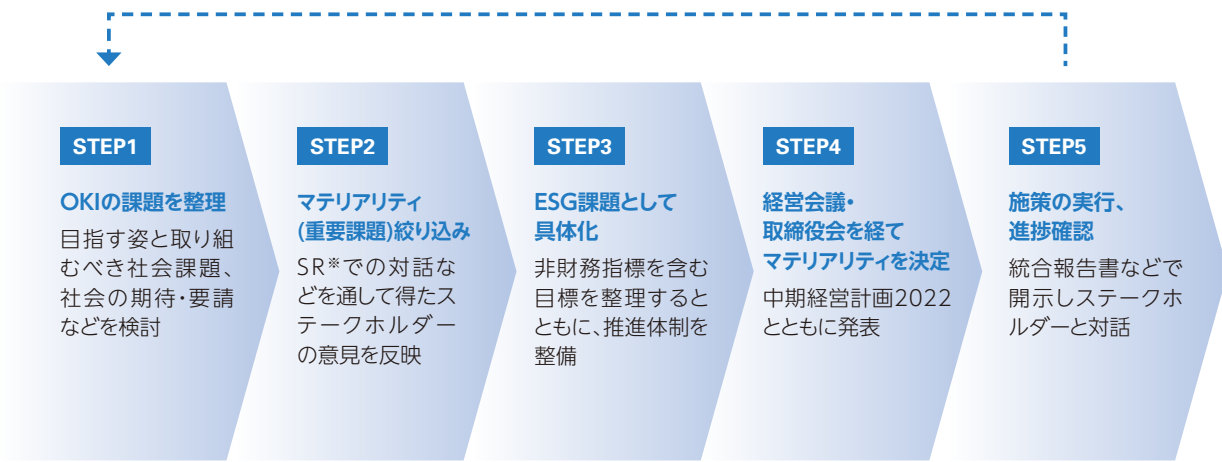 STEP1
OKIの課題を整理
目指す姿と取り組
むべき社会課題、
社会の期待・要請
などを検討
STEP2
マテリアリティ
(重要課題)絞り込み
SR※での対話な
どを通して得たス
テークホルダー
の意見を反映
STEP3
ESG課題として
具体化
非財務指標を含む
目標を整理すると
ともに、推進体制を
整備
STEP4
経営会議・
取締役会を経て
マテリアリティを決定
中期経営計画2022
とともに発表
STEP5
施策の実行、
進捗確認
統合報告書などで
開示しステークホ
ルダーと対話